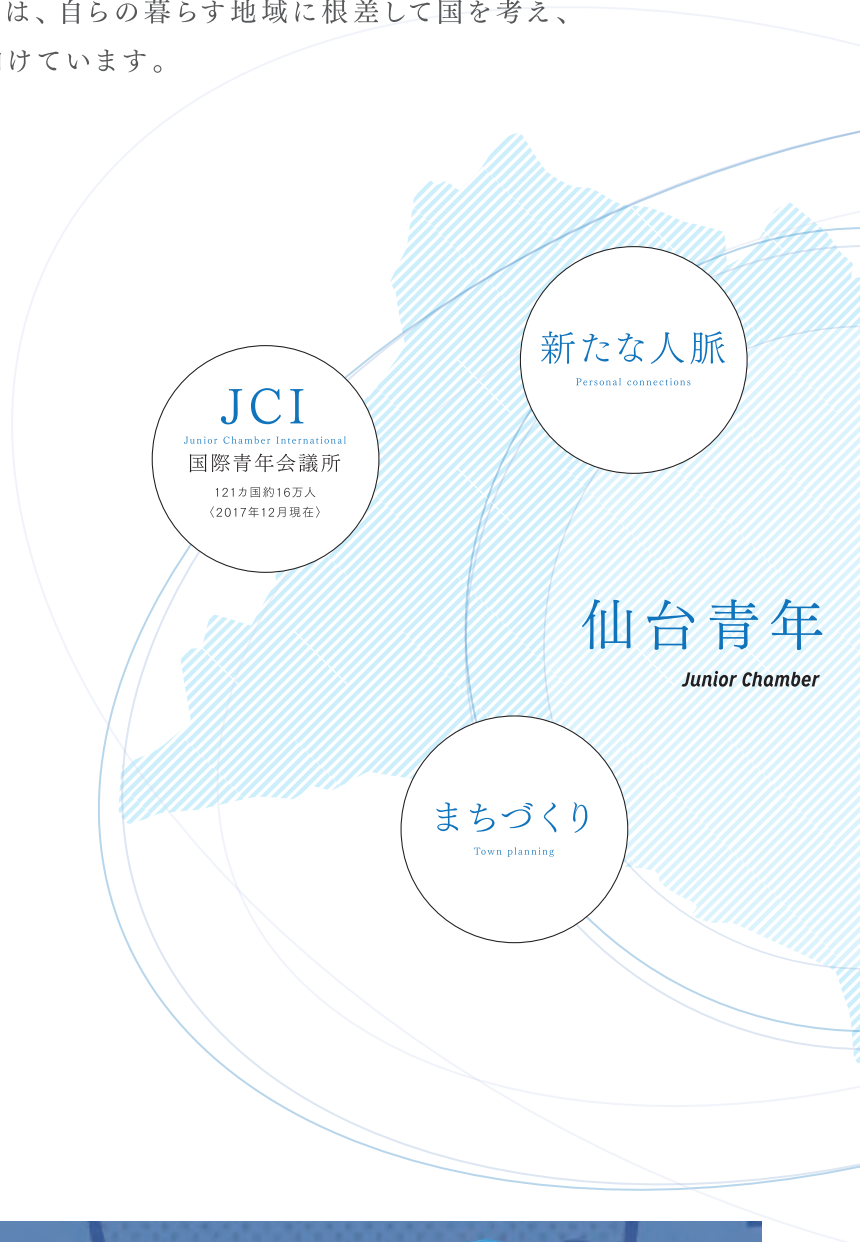 は、自らの暮らす地域に根差して国を考え、
けています。
新たな人脈
Personal connections
JCI
Junior Chamber International
国際青年会議所
121カ国約16万人
〈2017年12月現在〉
仙台青年
Junior Chamber
まちづくり
Town planning